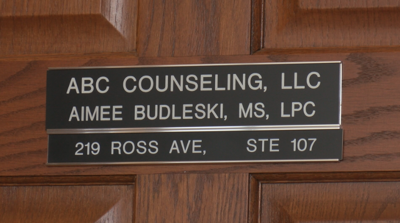 ABC COUNSELING, LLC
AIMEE BUDLESKI, MS, LPC
219 ROSS AVE, STE 107